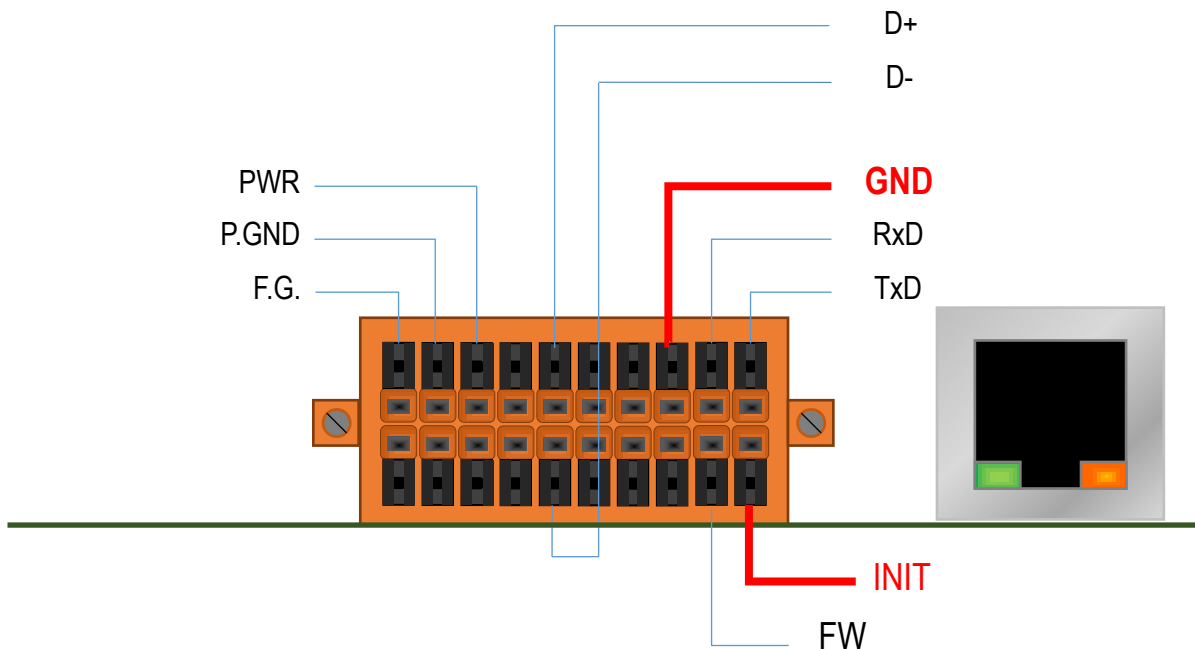 D+
D-
PWR
GND
P.GND
RxD
F.G.
TxD
INIT
FW